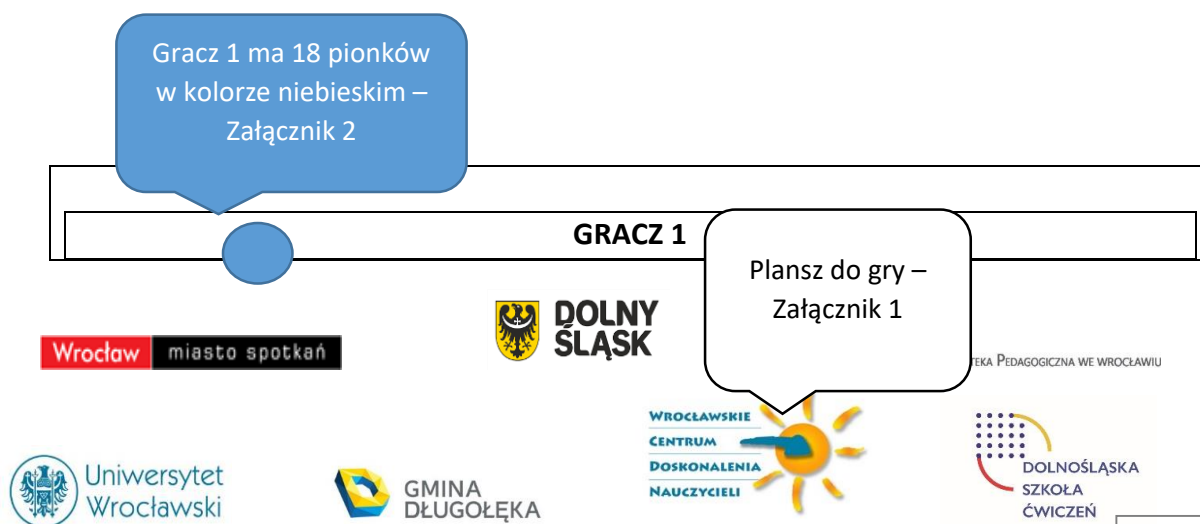 Gracz 1 ma 18 pionków
w kolorze niebieskim –
Załącznik 2
GRACZ 1
Plansz do gry –
Załącznik 1
DOLNY
ŚLĄSK
Wrocław miasto spotkań
PEDAGOGICZNA WE WROCŁAWIU
WROCŁAWSKIE
CENTRUM
DOSKONALENIA
NAUCZYCIELI
Uniwersytet
Wrocławski
GMINA
DŁUGOŁĘKA
DOLNOŚLĄSKA
SZKOŁA
ĆWICZEŃ